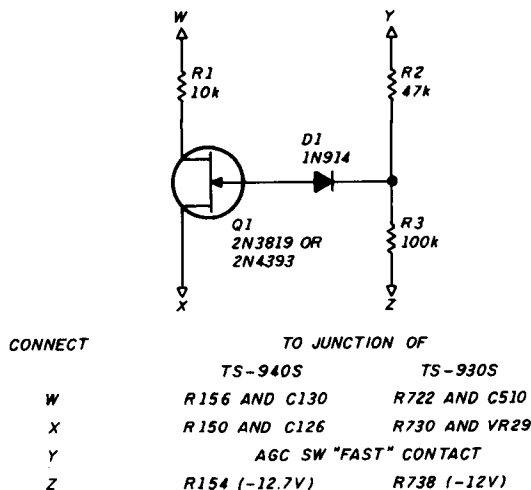 W Y
R1
10k
R2
47k
D1
1N914
R3
100k
Q1
2N3819 OR
2N4393
X Z
CONNECT TO JUNCTION OF
TS-940S TS-930S
W R156 AND C130 R722 AND C510
X R150 AND C126 R730 AND VR29
Y AGC SW "FAST" CONTACT
Z R154 (-12.7V) R738 (-12V)